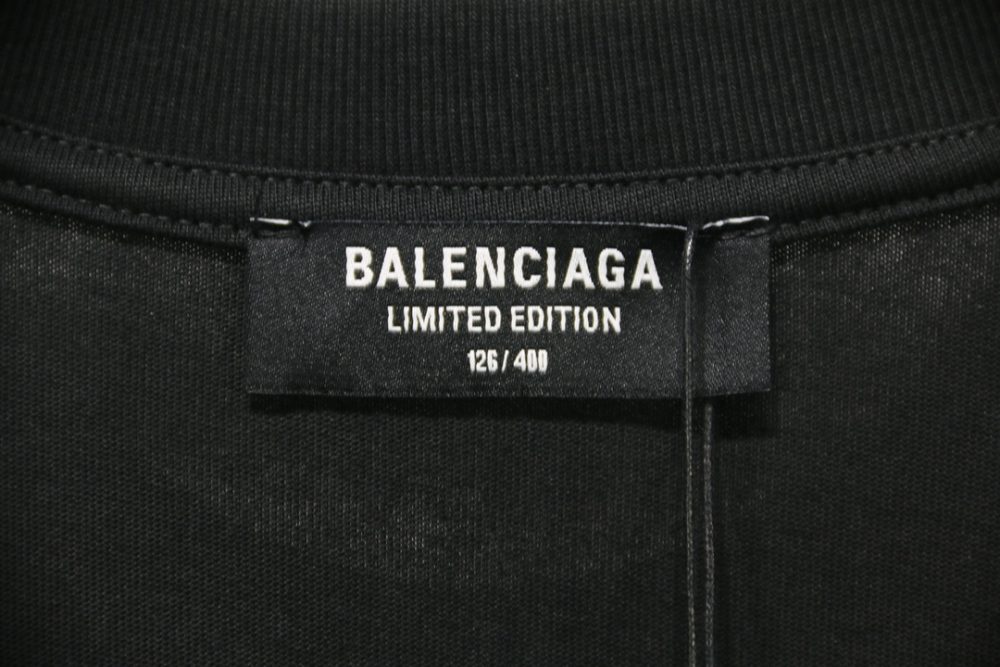 BALENCIAGA
LIMITED EDITION
126 / 400